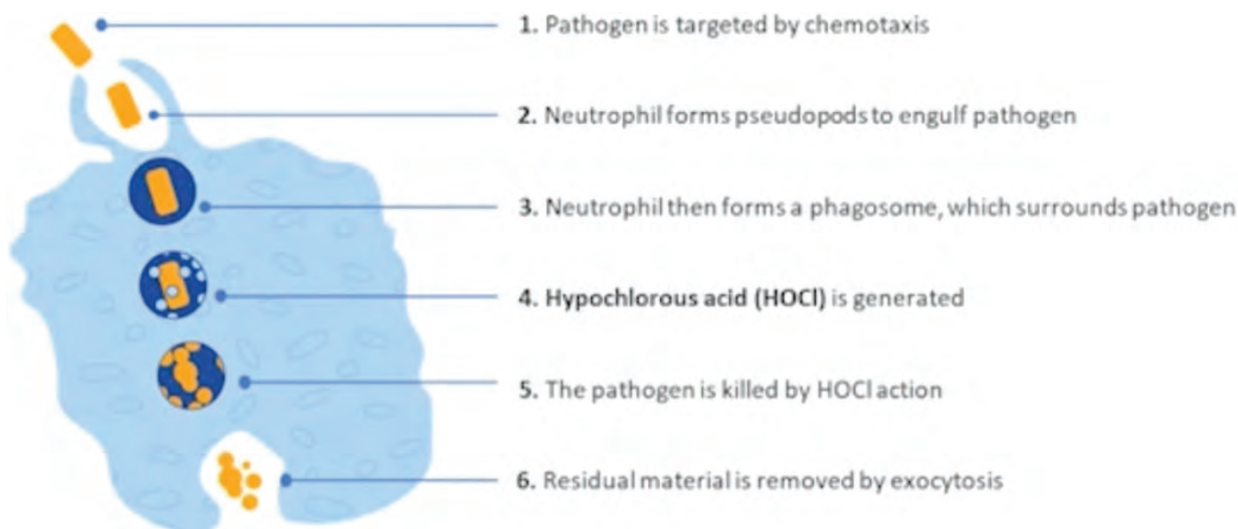 1. Pathogen is targeted by chemotaxis
2. Neutrophil forms pseudopods to engulf pathogen
3. Neutrophil then forms a phagosome, which surrounds pathogen
4. Hypochlorous acid (HOCl) is generated
5. The pathogen is killed by HOCl action
6. Residual material is removed by exocytosis